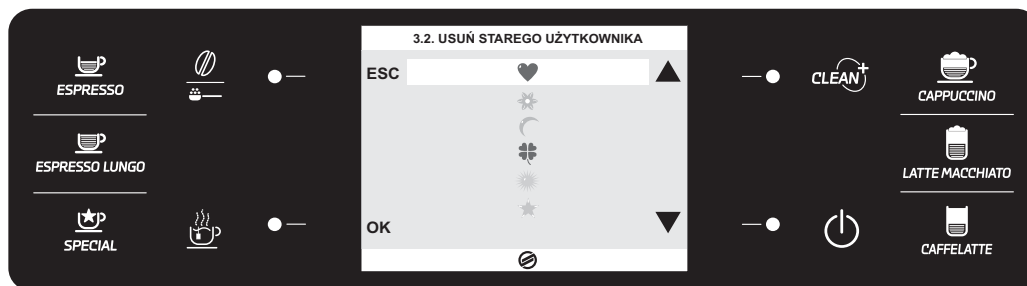 3.2. USUŃ STAREGO UŻYTKOWNIKA
ESC
OK
ESPRESSO
ESPRESSO LUNGO
SPECIAL
CLEAN+
CAPPUCCINO
LATTE MACCHIATO
CAFFELATTE